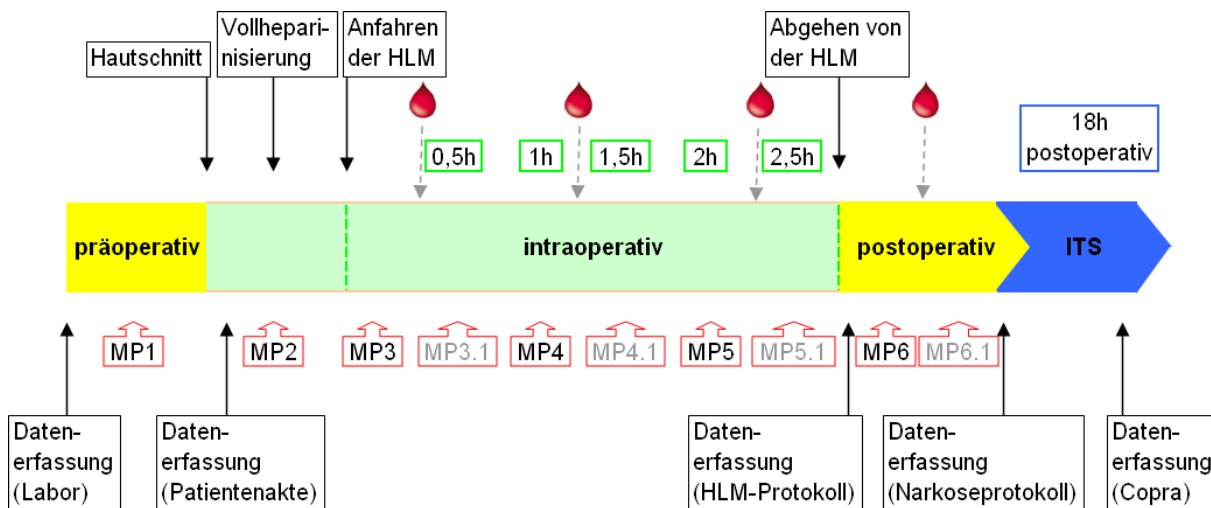 Hautschnitt
Vollhepari-
nisierung
Anfahren
der HLM
Abgehen von
der HLM
0,5h
1h
1,5h
2h
2,5h
18h
postoperativ
präoperativ
intraoperativ
postoperativ
ITS
MP1
MP2
MP3
MP3.1
MP4
MP4.1
MP5
MP5.1
MP6
MP6.1
Daten-
erfassung
(Labor)
Daten-
erfassung
(Patientenakte)
Daten-
erfassung
(HLM-Protokoll)
Daten-
erfassung
(Narkoseprotokoll)
Daten-
erfassung
(Copra)